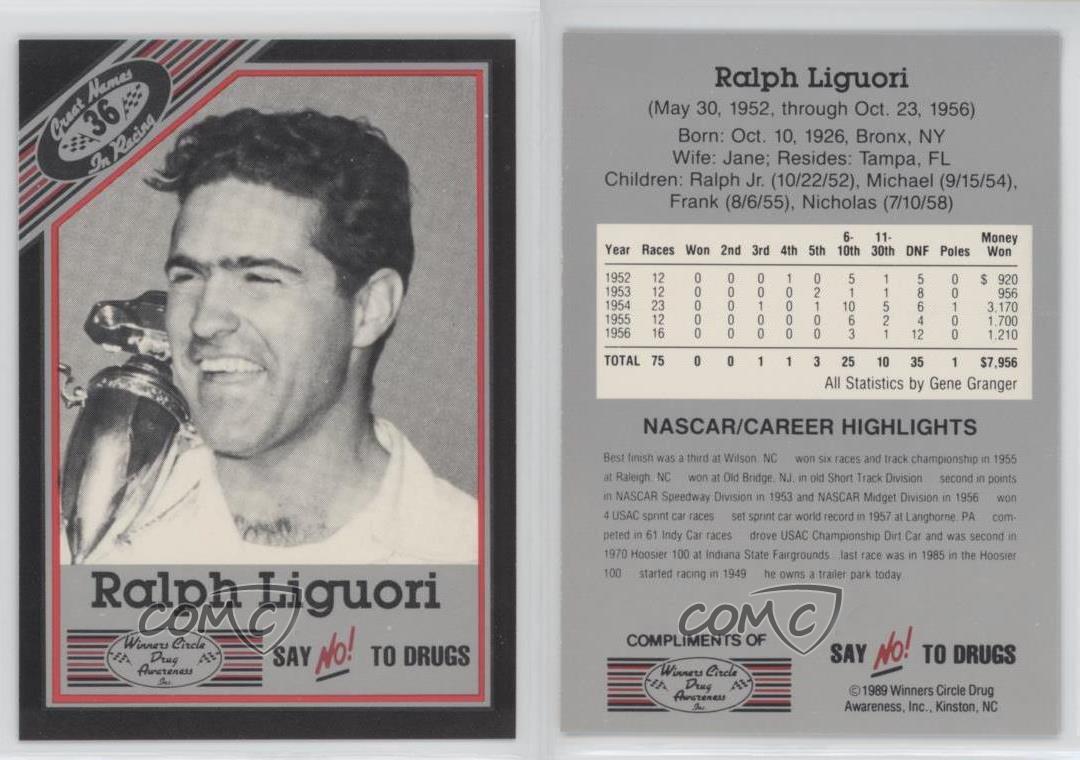 Great Names
36
In Racing
Ralph Liguori
Winners Circle
Drug
Awareness
Inc.
SAY NO! TO DRUGS
COMC
Ralph Liguori
(May 30, 1952, through Oct. 23, 1956)
Born: Oct. 10, 1926, Bronx, NY
Wife: Jane; Resides: Tampa, FL
Children: Ralph Jr. (10/22/52), Michael (9/15/54),
Frank (8/6/55), Nicholas (7/10/58)
6- 11- Money
Year Races Won 2nd 3rd 4th 5th 10th 30th DNF Poles Won
1952 12 0 0 0 1 0 5 1 5 0 $ 920
1953 12 0 0 0 0 2 1 1 8 0 956
1954 23 0 0 1 0 1 10 5 6 1 3,170
1955 12 0 0 0 0 0 6 2 4 0 1,700
1956 16 0 0 0 0 0 3 1 12 0 1,210
TOTAL 75 0 0 1 1 3 25 10 35 1 $7,956
All Statistics by Gene Granger
NASCAR/CAREER HIGHLIGHTS
Best finish was a third at Wilson, NC won six races and track championship in 1955
at Raleigh, NC won at Old Bridge, NJ, in old Short Track Division second in points
in NASCAR Speedway Division in 1953 and NASCAR Midget Division in 1956 won
4 USAC sprint car races set sprint car world record in 1957 at Langhorne, PA com-
peted in 61 Indy Car races drove USAC Championship Dirt Car and was second in
1970 Hoosier 100 at Indiana State Fairgrounds last race was in 1985 in the Hoosier
100 started racing in 1949 he owns a trailer park today
COMC
COMPLIMENTS OF
Winners Circle
Drug
Awareness
Inc.
SAY NO! TO DRUGS
©1989 Winners Circle Drug
Awareness, Inc., Kinston, NC